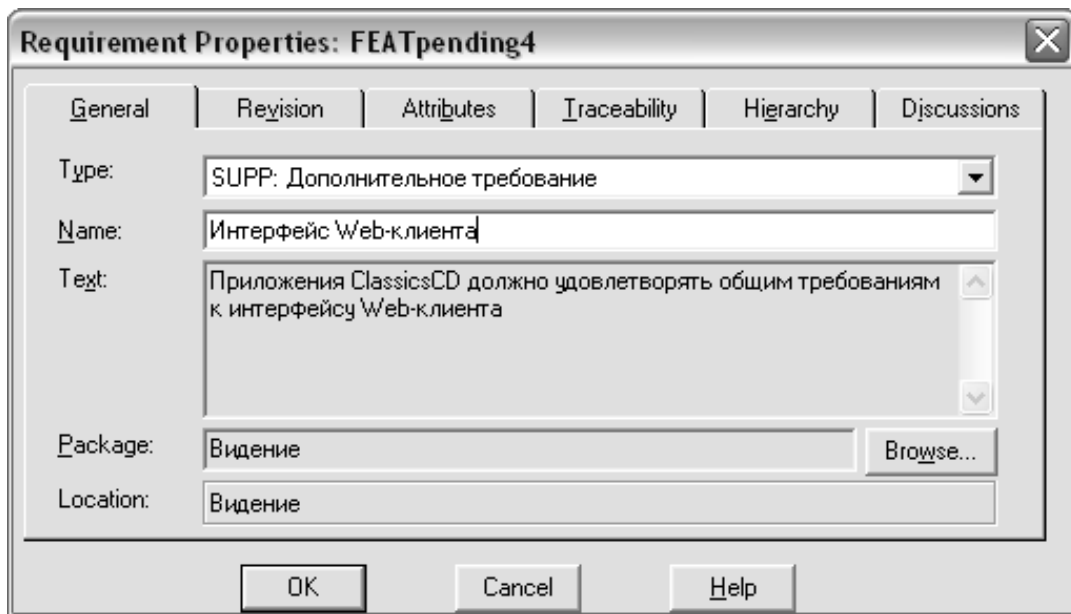 Requirement Properties: FEATpending4
General Revision Attributes Traceability Hierarchy Discussions
Type: SUPP: Дополнительное требование
Name: Интерфейс Web-клиента
Text: Приложения ClassicsCD должно удовлетворять общим требованиям
к интерфейсу Web-клиента
Package: Видение Browse...
Location: Видение
OK Cancel Help